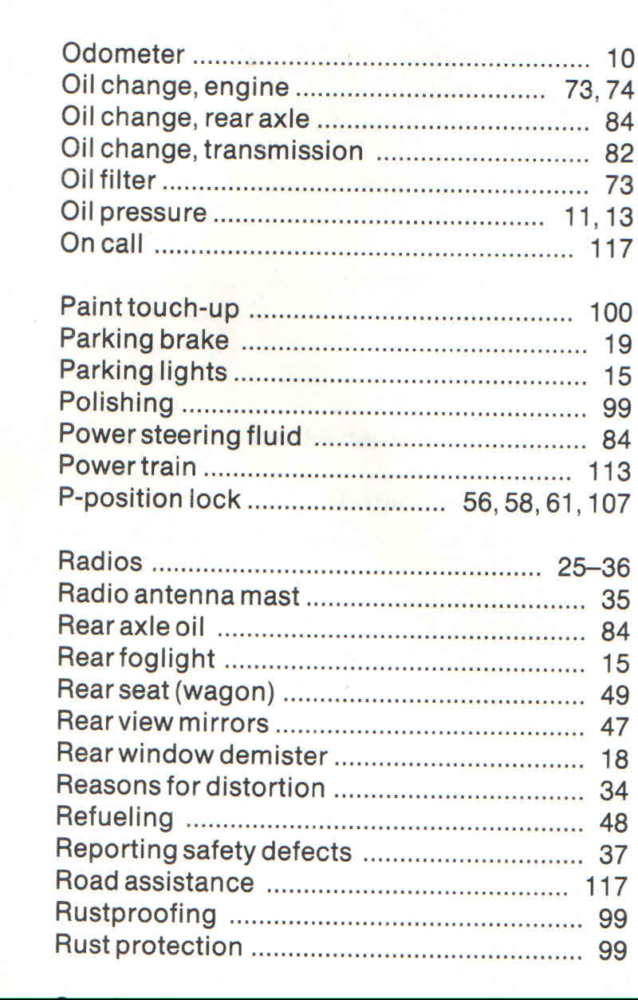 Odometer ........ 10
Oil change, engine ........ 73, 74
Oil change, rear axle ........ 84
Oil change, transmission ........ 82
Oil filter ........ 73
Oil pressure ........ 11, 13
On call ........ 117
Paint touch-up ........ 100
Parking brake ........ 19
Parking lights ........ 15
Polishing ........ 99
Power steering fluid ........ 84
Power train ........ 113
P-position lock ........ 56, 58, 61, 107
Radios ........ 25–36
Radio antenna mast ........ 35
Rear axle oil ........ 84
Rear foglight ........ 15
Rear seat (wagon) ........ 49
Rear view mirrors ........ 47
Rear window demister ........ 18
Reasons for distortion ........ 34
Refueling ........ 48
Reporting safety defects ........ 37
Road assistance ........ 117
Rustproofing ........ 99
Rust protection ........ 99